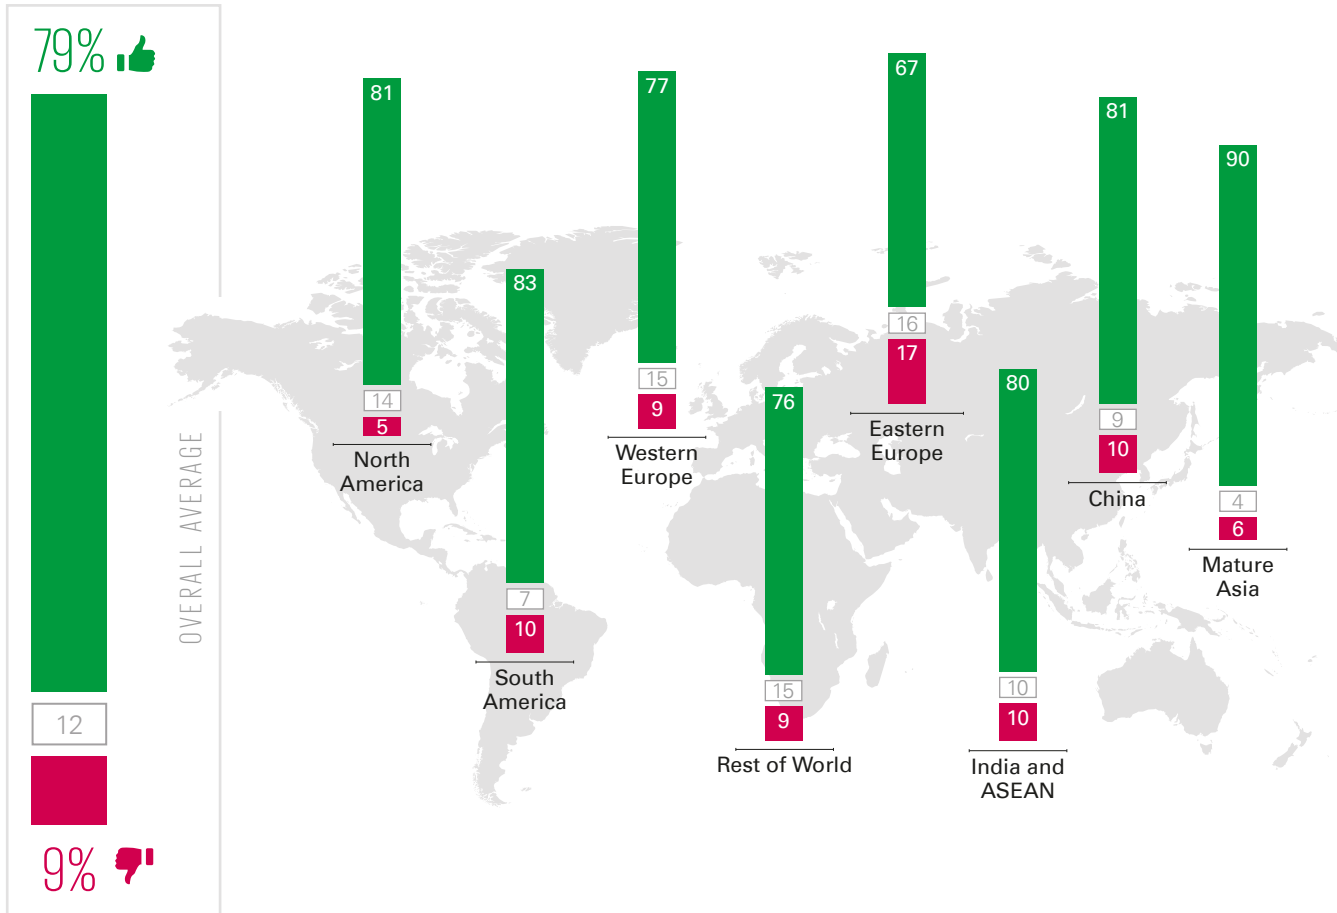 79%
12
9%
OVERALL AVERAGE
81
14
5
North
America
83
7
10
South
America
77
15
9
Western
Europe
76
15
9
Rest of World
67
16
17
Eastern
Europe
80
10
10
India and
ASEAN
81
9
10
China
90
4
6
Mature
Asia